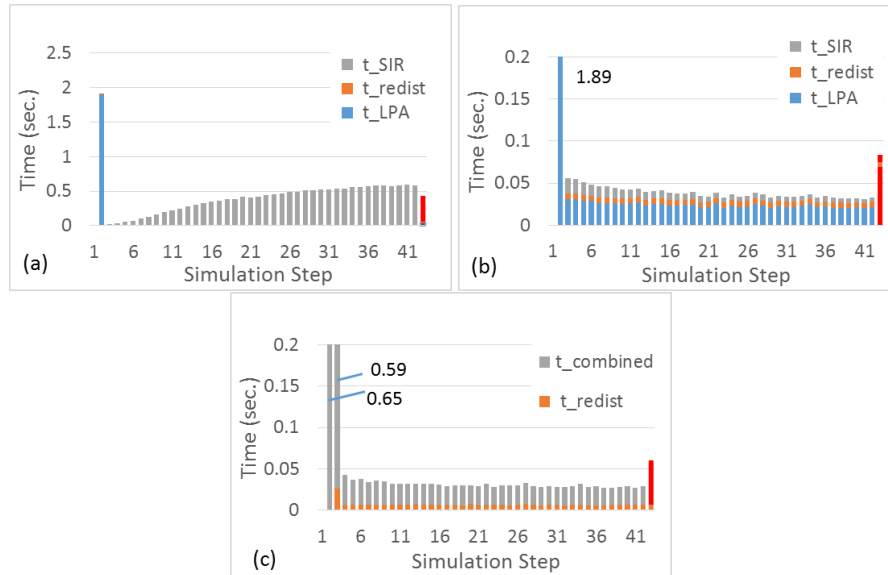 2.5
2
1.5
1
0.5
0
Time (sec.)
t_SIR
t_redist
t_LPA
1 6 11 16 21 26 31 36 41
Simulation Step
(a)
0.2
0.15
0.1
0.05
0
Time (sec.)
1.89
t_SIR
t_redist
t_LPA
1 6 11 16 21 26 31 36 41
Simulation Step
(b)
0.2
0.15
0.1
0.05
0
Time (sec.)
0.59
0.65
t_combined
t_redist
1 6 11 16 21 26 31 36 41
Simulation Step
(c)